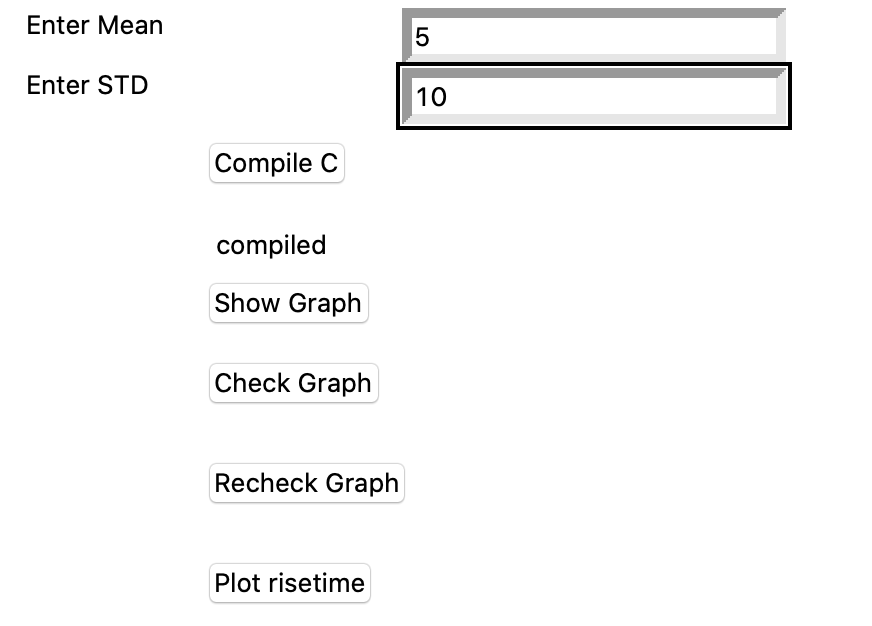 Enter Mean 5
Enter STD 10
Compile C
compiled
Show Graph
Check Graph
Recheck Graph
Plot risetime